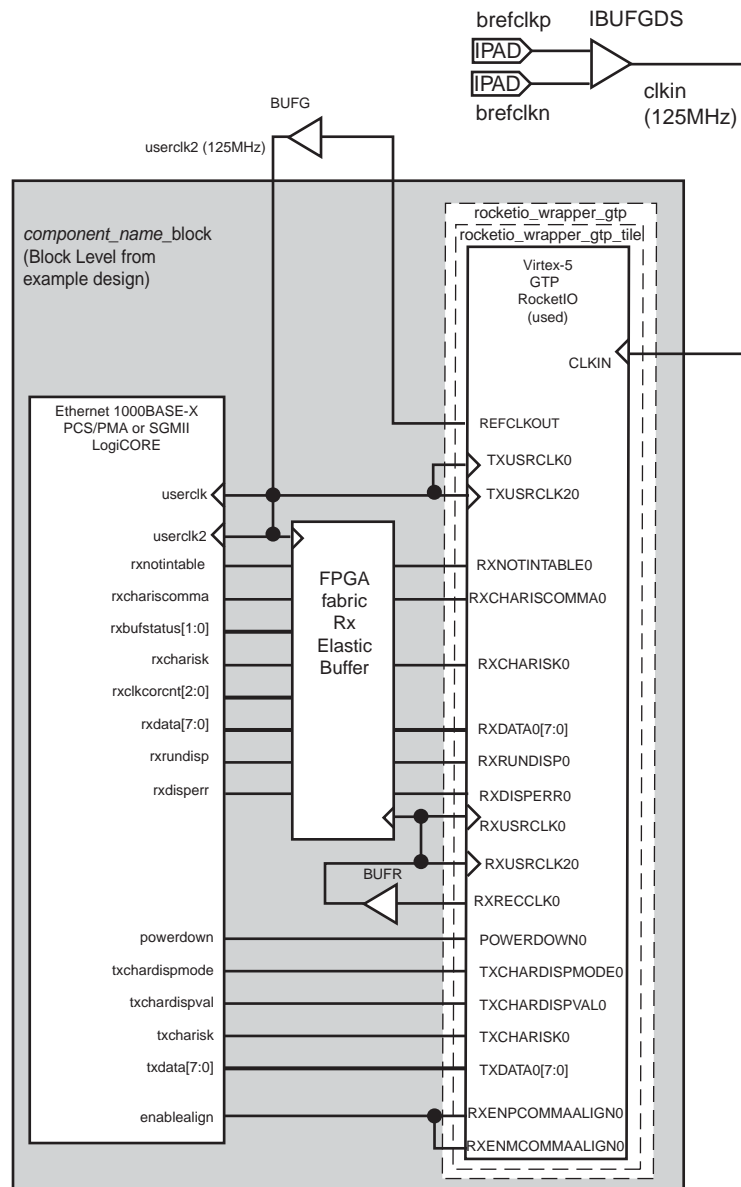 brefclkp
IBUFGDS
IPAD
IPAD
brefclkn
clkin
(125MHz)
BUFG
userclk2 (125MHz)
component_name_block
(Block Level from
example design)
rocketio_wrapper_gtp
rocketio_wrapper_gtp_tile
Virtex-5
GTP
RocketIO
(used)
CLKIN
Ethernet 1000BASE-X
PCS/PMA or SGMII
LogiCORE
REFCLKOUT
TXUSRCLK0
userclk
TXUSRCLK20
userclk2
FPGA
fabric
Rx
Elastic
Buffer
rxnotintable
RXNOTINTABLE0
rxchariscomma
RXCHARISCOMMA0
rxbufstatus[1:0]
rxcharisk
RXCHARISK0
rxclkcorcnt[2:0]
rxdata[7:0]
RXDATA0[7:0]
rxrundisp
RXRUNDISP0
rxdisperr
RXDISPERR0
RXUSRCLK0
RXUSRCLK20
BUFR
RXRECCLK0
powerdown
POWERDOWN0
txchardispmode
TXCHARDISPMODE0
txchardispval
TXCHARDISPVAL0
txcharisk
TXCHARISK0
txdata[7:0]
TXDATA0[7:0]
enablealign
RXENPCOMMAALIGN0
RXENMCOMMAALIGN0